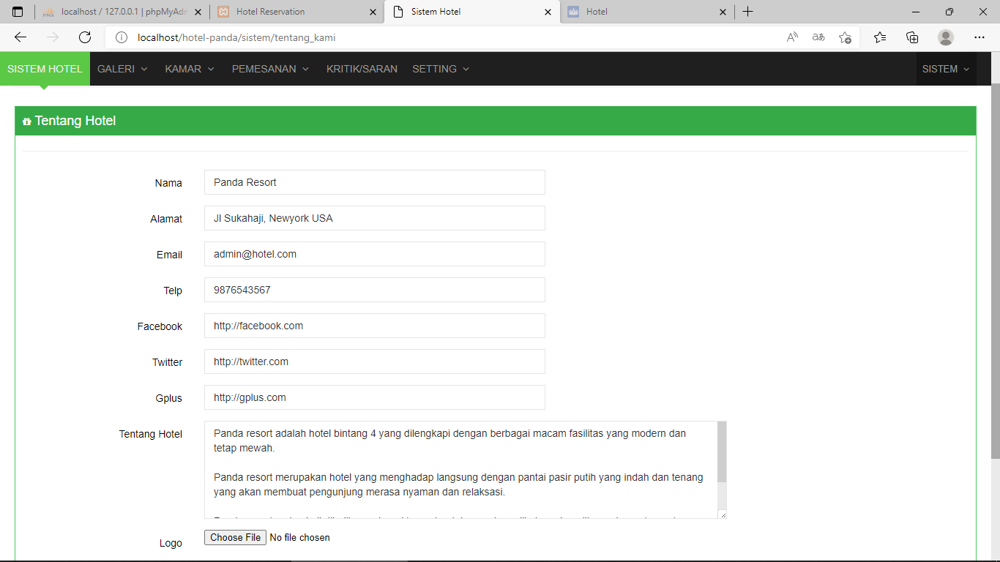 localhost / 127.0.0.1 | phpMyAdm
Hotel Reservation
Sistem Hotel
Hotel
localhost/hotel-panda/sistem/tentang_kami
SISTEM HOTEL GALERI KAMAR PEMESANAN KRITIK/SARAN SETTING SISTEM
Tentang Hotel
Nama Panda Resort
Alamat Jl Sukahaji, Newyork USA
Email admin@hotel.com
Telp 9876543567
Facebook http://facebook.com
Twitter http://twitter.com
Gplus http://gplus.com
Tentang Hotel Panda resort adalah hotel bintang 4 yang dilengkapi dengan berbagai macam fasilitas yang modern dan
tetap mewah.
Panda resort merupakan hotel yang menghadap langsung dengan pantai pasir putih yang indah dan tenang
yang akan membuat pengunjung merasa nyaman dan relaksasi.
Logo Choose File No file chosen